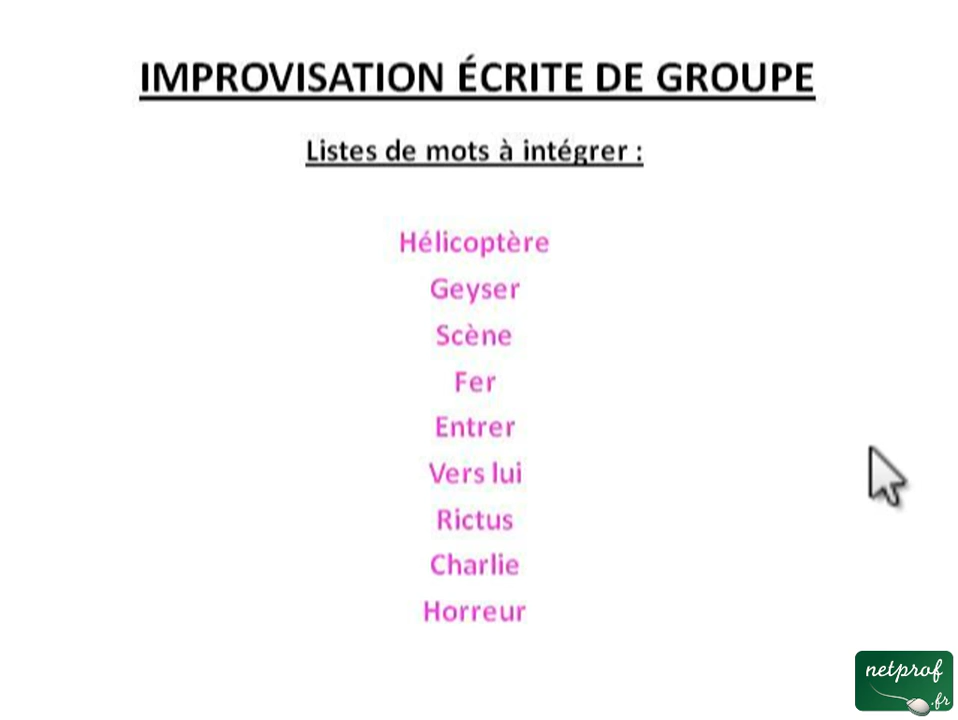 IMPROVISATION ÉCRITE DE GROUPE
Listes de mots à intégrer :
Hélicoptère
Geyser
Scène
Fer
Entrer
Vers lui
Rictus
Charlie
Horreur
netprof
.fr